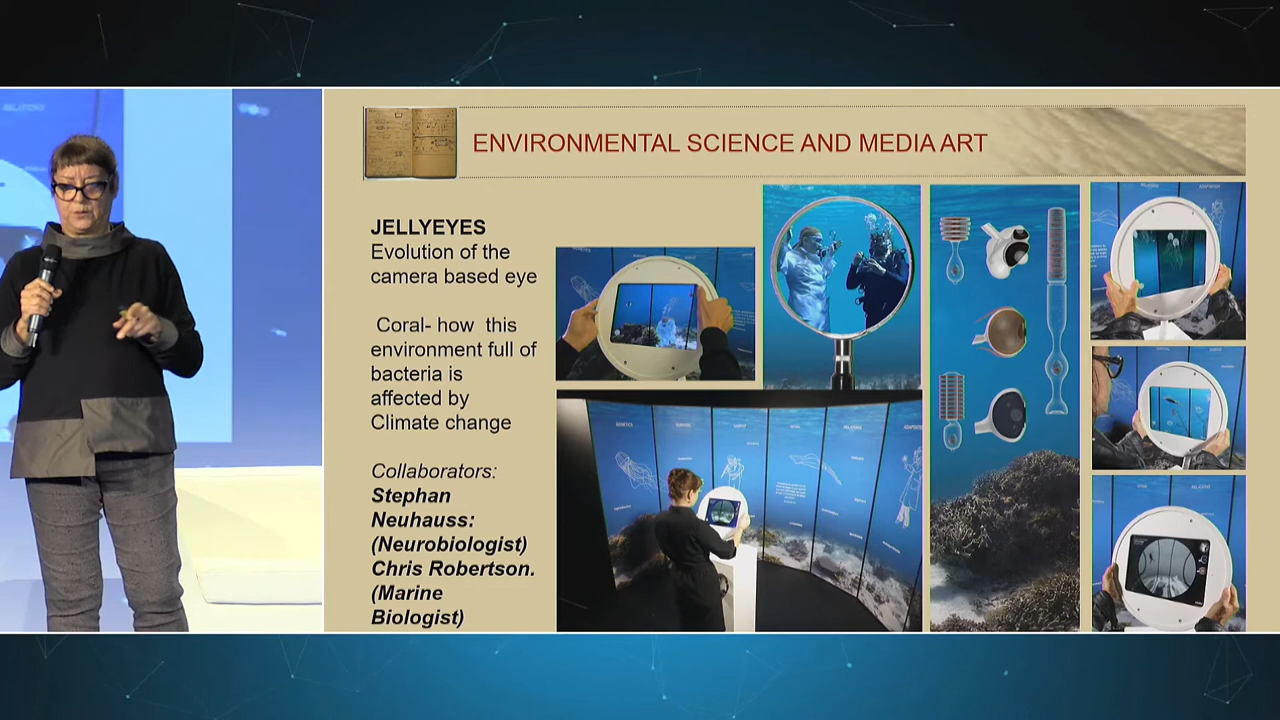 ENVIRONMENTAL SCIENCE AND MEDIA ART
JELLYEYES
Evolution of the
camera based eye
Coral- how this
environment full of
bacteria is
affected by
Climate change
Collaborators:
Stephan
Neuhauss:
(Neurobiologist)
Chris Robertson.
(Marine
Biologist)